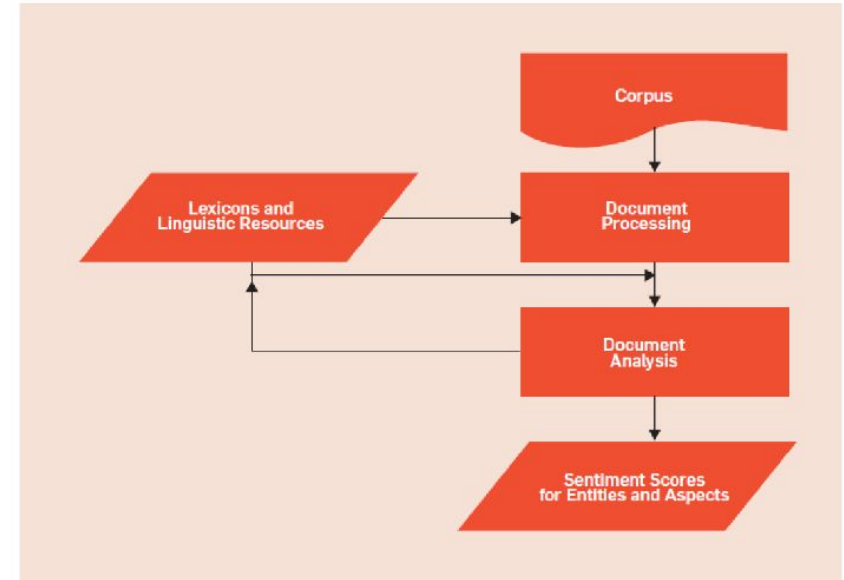 Corpus
Lexicons and
Linguistic Resources
Document
Processing
Document
Analysis
Sentiment Scores
for Entities and Aspects